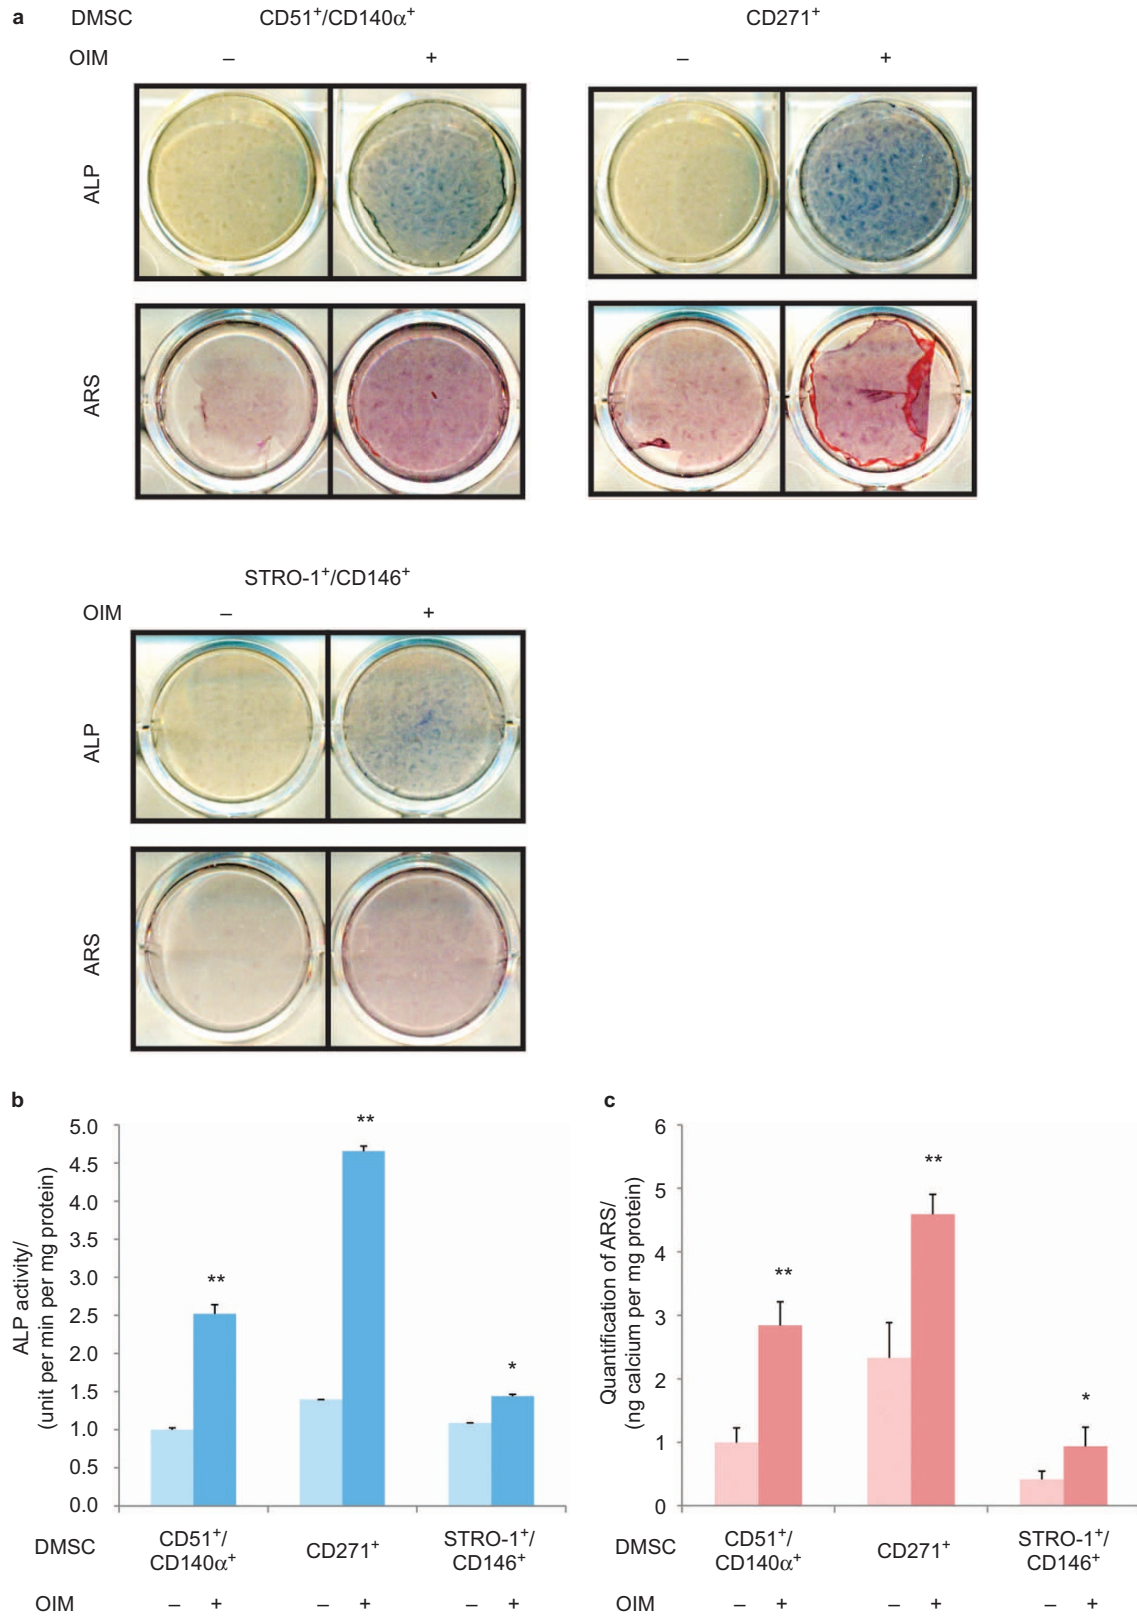 a
DMSC CD51⁺/CD140α⁺ CD271⁺
OIM – + – +
ALP
ARS
STRO-1⁺/CD146⁺
OIM – +
ALP
ARS
b
ALP activity/
(unit per min per mg protein)
5.0
4.5
4.0
3.5
3.0
2.5
2.0
1.5
1.0
0.5
0.0
** ** *
DMSC CD51⁺/ CD271⁺ STRO-1⁺/
CD140α⁺ CD146⁺
OIM – + – + – +
c
Quantification of ARS/
(ng calcium per mg protein)
6
5
4
3
2
1
0
** ** *
DMSC CD51⁺/ CD271⁺ STRO-1⁺/
CD140α⁺ CD146⁺
OIM – + – + – +